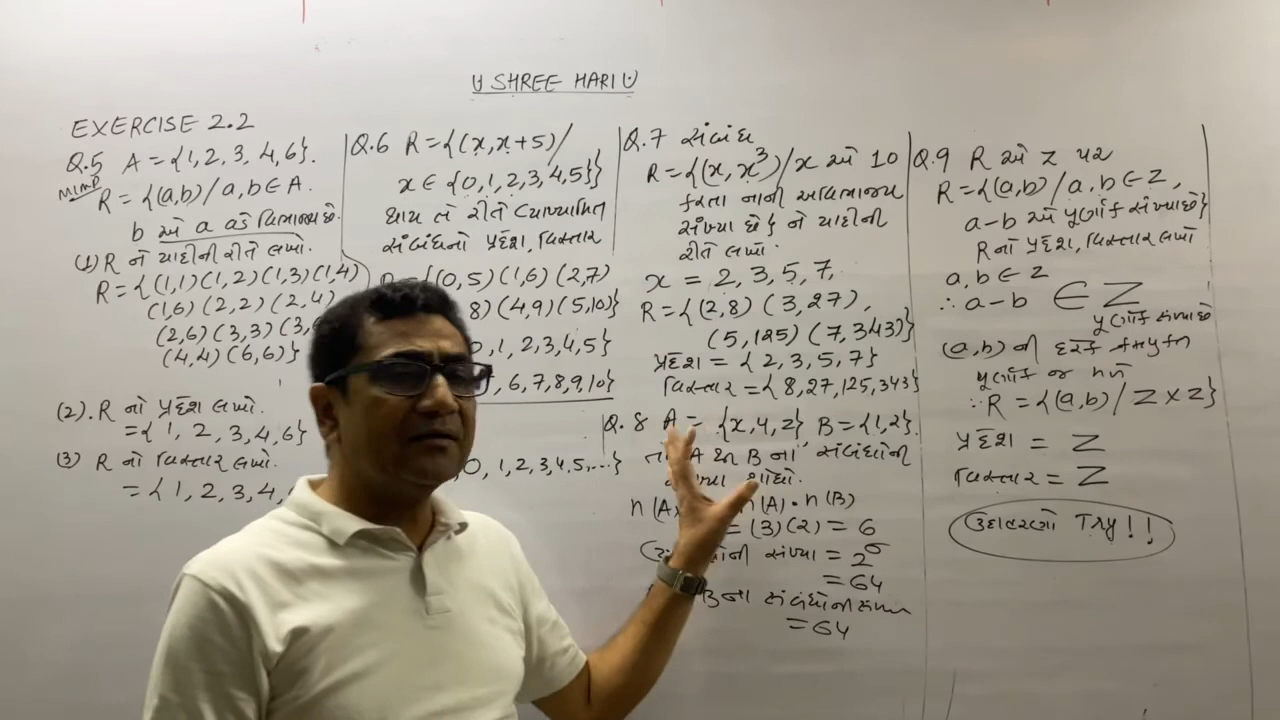 SHREE HARI
EXERCISE 2.2
Q.5 A = {1,2,3,4,6}.
MIMP R = {(a,b) / a,b ∈ A.
b એ a વડે વિભાજ્ય છે.
(1) R ને યાદીની રીતે લખો.
R = {(1,1)(1,2)(1,3)(1,4)
(1,6)(2,2)(2,4)
(2,6)(3,3)(3,
(4,4)(6,6)}
(2). R નો પ્રદેશ લખો.
= {1, 2, 3, 4, 6}
(3) R નો વિસ્તાર લખો.
= {1, 2, 3, 4,
Q.6 R = {(x, x+5) /
x ∈ {0,1,2,3,4,5}}
થાય તે રીતે વ્યાખ્યાયિત
સંબંધનો પ્રદેશ, વિસ્તાર
R = {(0,5)(1,6)(2,7)
8)(4,9)(5,10)}
0,1,2,3,4,5}
6,7,8,9,10}
0, 1, 2, 3, 4, 5, ...}
Q.7 સંબંધ
R = {(x, x³) / x એ 10
કરતા નાની અવિભાજ્ય
સંખ્યા છે} ને યાદીની
રીતે લખો.
x = 2, 3, 5, 7,
R = {(2,8) (3,27),
(5,125) (7,343)}
પ્રદેશ = {2,3,5,7}
વિસ્તાર = {8,27,125,343}
Q.8 A = {x,y,z} B = {1,2}.
તો A થી B ના સંબંધોની
શોધો.
n(A n(A) · n(B)
= (3)(2) = 6
સંખ્યા = 2⁶
= 64
B ના સંબંધોની
= 64
Q.9 R એ Z પર
R = {(a,b) / a,b ∈ Z,
a-b એ પૂર્ણાંક સંખ્યા છે}
R નો પ્રદેશ, વિસ્તાર લખો
a,b ∈ Z
∴ a-b ∈ Z
પૂર્ણાંક સંખ્યા છે
(a,b) ની દરેક કિંમત
પૂર્ણાંક જ મળે
∴ R = {(a,b) / Z × Z}
પ્રદેશ = Z
વિસ્તાર = Z
ઉદાહરણો Try!!